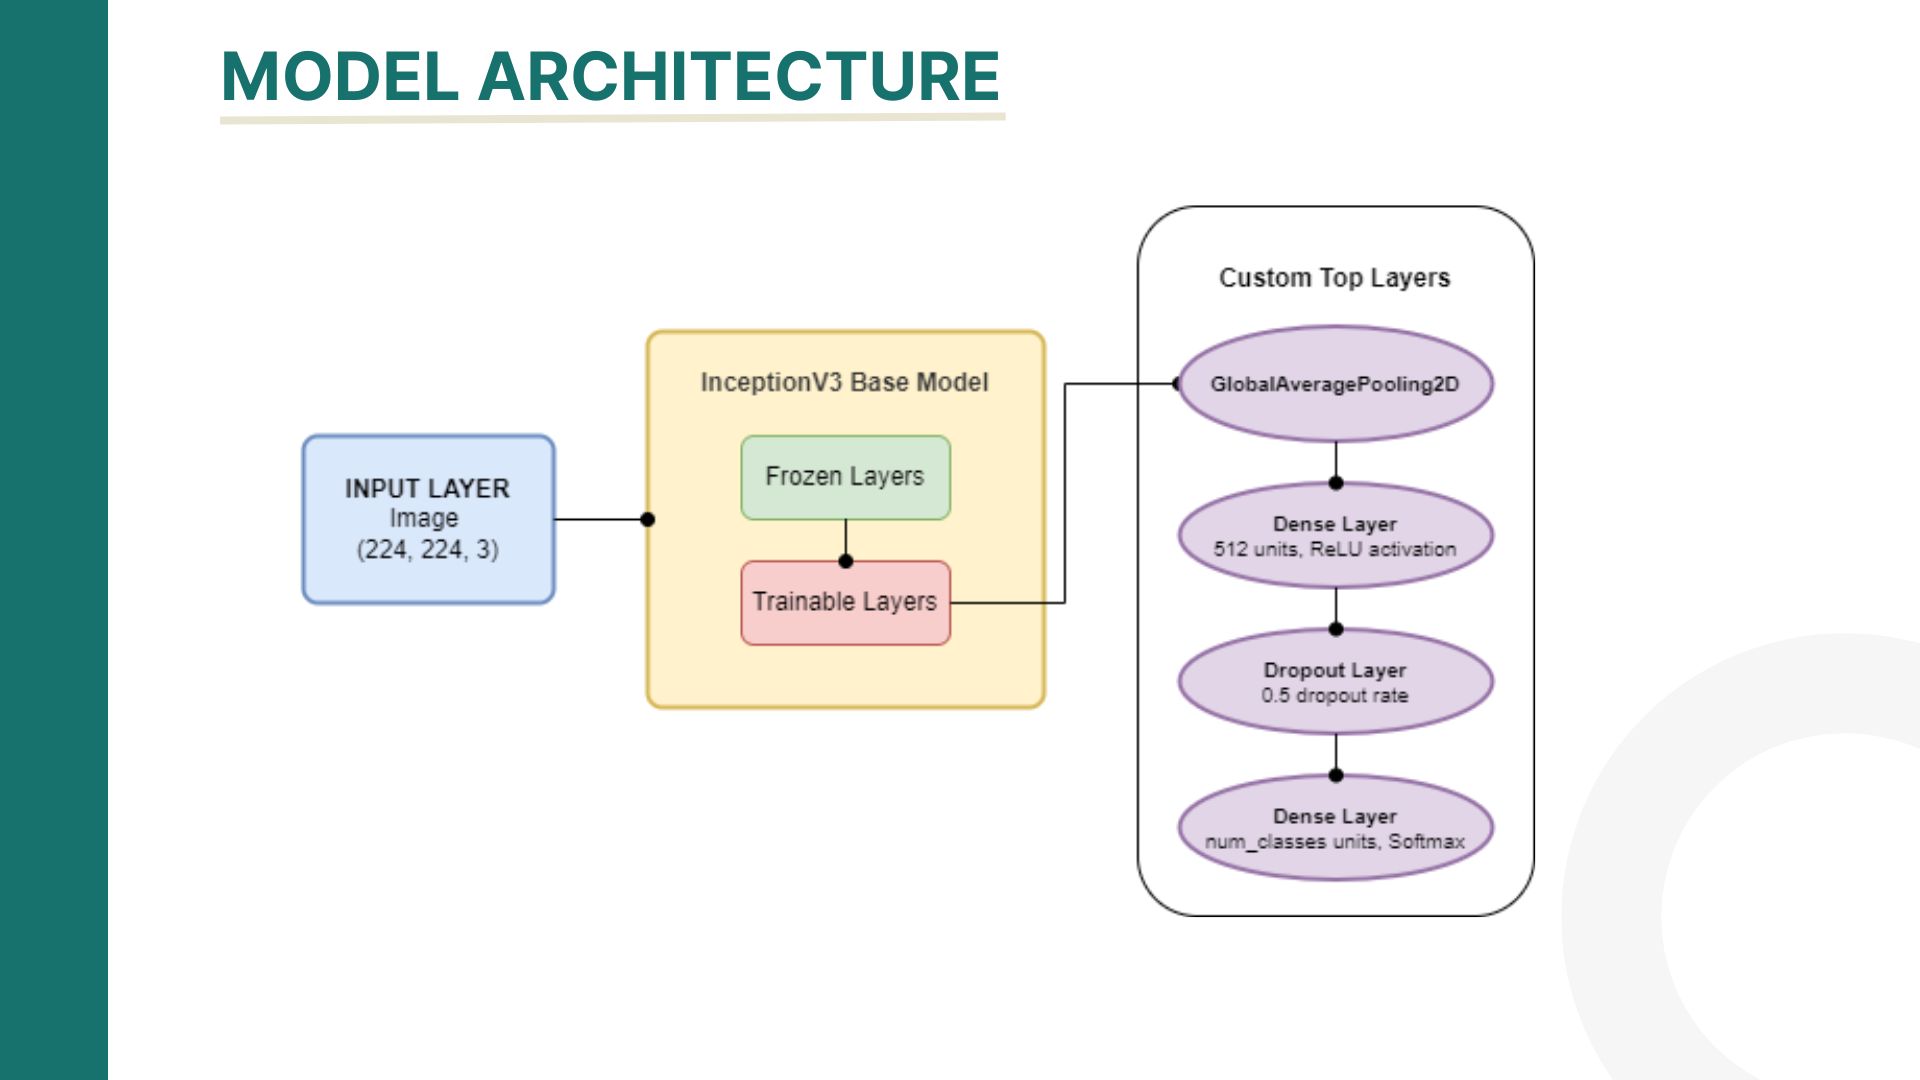 MODEL ARCHITECTURE
INPUT LAYER
Image
(224, 224, 3)
InceptionV3 Base Model
Frozen Layers
Trainable Layers
Custom Top Layers
GlobalAveragePooling2D
Dense Layer
512 units, ReLU activation
Dropout Layer
0.5 dropout rate
Dense Layer
num_classes units, Softmax